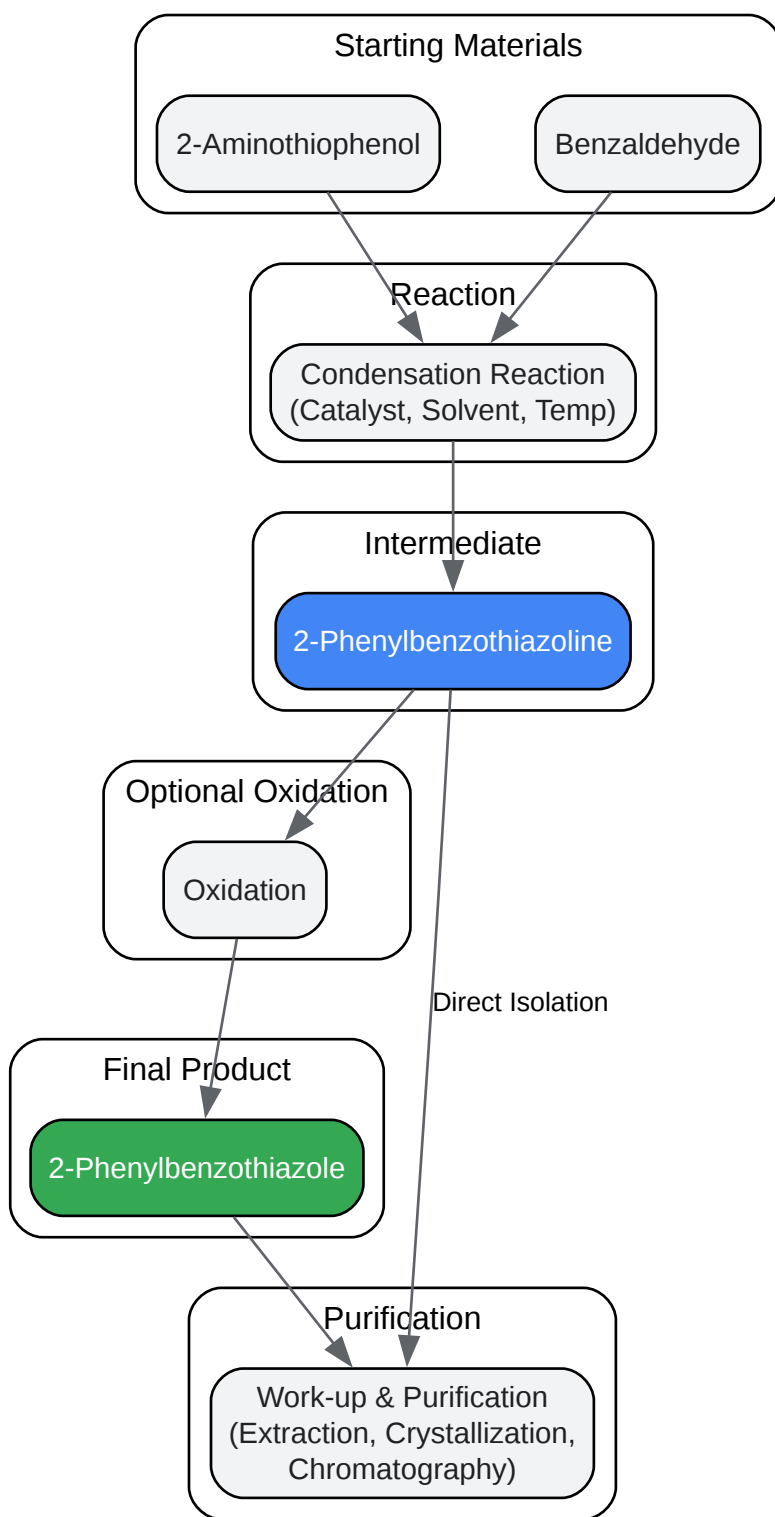 Starting Materials
2-Aminothiophenol
Benzaldehyde
Reaction
Condensation Reaction
(Catalyst, Solvent, Temp)
Intermediate
2-Phenylbenzothiazoline
Optional Oxidation
Oxidation
Direct Isolation
Final Product
2-Phenylbenzothiazole
Purification
Work-up & Purification
(Extraction, Crystallization,
Chromatography)